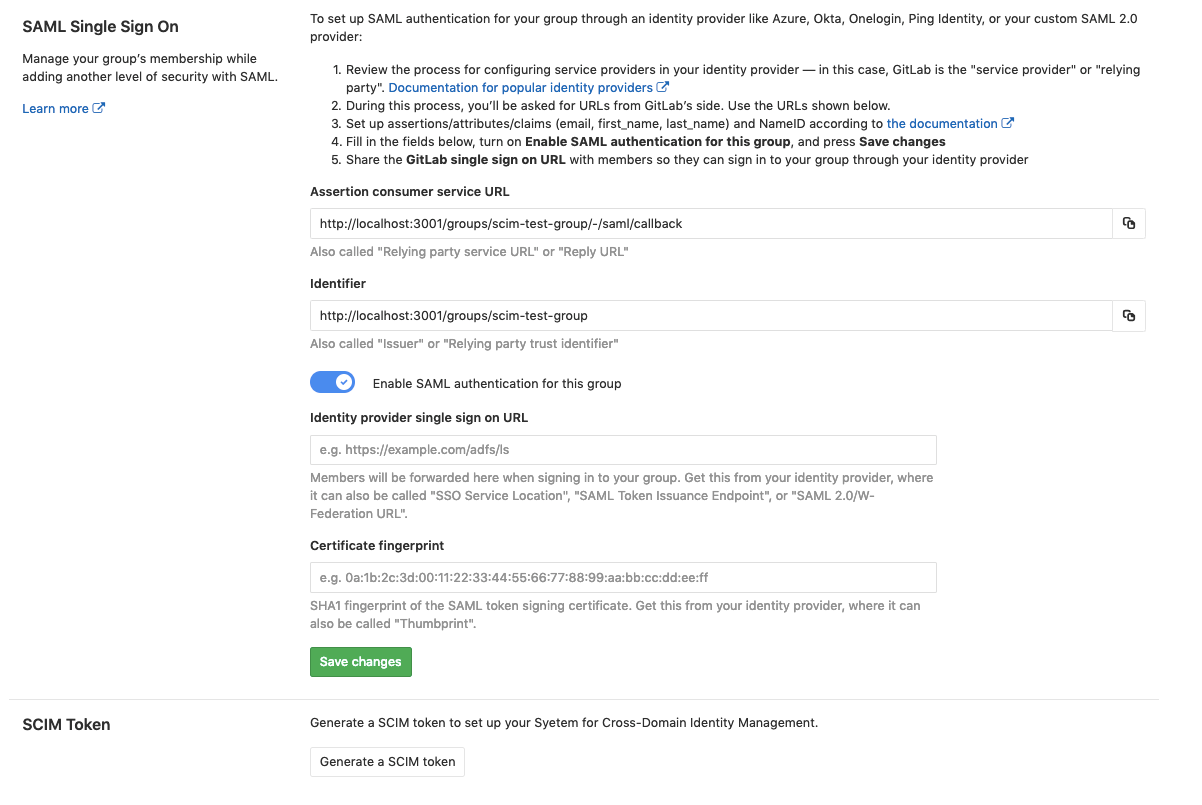 SAML Single Sign On
Manage your group's membership while
adding another level of security with SAML.
Learn more
To set up SAML authentication for your group through an identity provider like Azure, Okta, Onelogin, Ping Identity, or your custom SAML 2.0
provider:
1. Review the process for configuring service providers in your identity provider — in this case, GitLab is the "service provider" or "relying
party". Documentation for popular identity providers
2. During this process, you'll be asked for URLs from GitLab's side. Use the URLs shown below.
3. Set up assertions/attributes/claims (email, first_name, last_name) and NameID according to the documentation
4. Fill in the fields below, turn on Enable SAML authentication for this group, and press Save changes
5. Share the GitLab single sign on URL with members so they can sign in to your group through your identity provider
Assertion consumer service URL
http://localhost:3001/groups/scim-test-group/-/saml/callback
Also called "Relying party service URL" or "Reply URL"
Identifier
http://localhost:3001/groups/scim-test-group
Also called "Issuer" or "Relying party trust identifier"
Enable SAML authentication for this group
Identity provider single sign on URL
e.g. https://example.com/adfs/ls
Members will be forwarded here when signing in to your group. Get this from your identity provider, where
it can also be called "SSO Service Location", "SAML Token Issuance Endpoint", or "SAML 2.0/W-
Federation URL".
Certificate fingerprint
e.g. 0a:1b:2c:3d:00:11:22:33:44:55:66:77:88:99:aa:bb:cc:dd:ee:ff
SHA1 fingerprint of the SAML token signing certificate. Get this from your identity provider, where it can
also be called "Thumbprint".
Save changes
SCIM Token
Generate a SCIM token to set up your Syetem for Cross-Domain Identity Management.
Generate a SCIM token